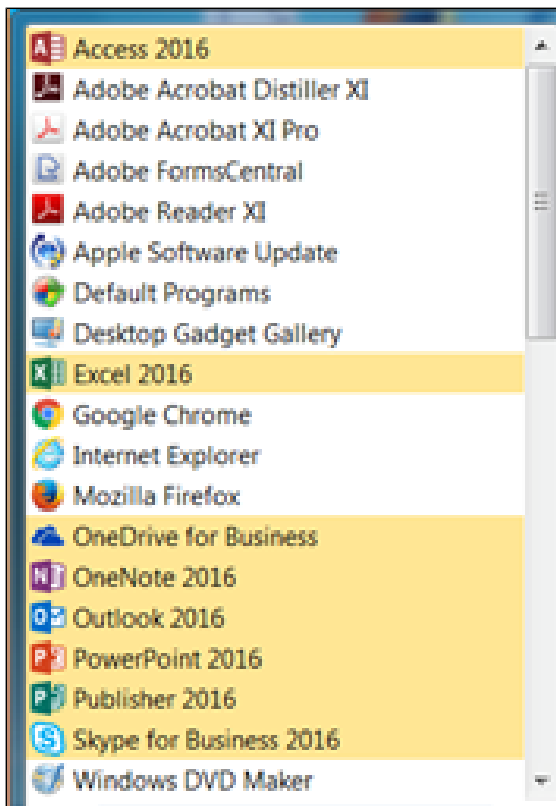 Access 2016
Adobe Acrobat Distiller XI
Adobe Acrobat XI Pro
Adobe FormsCentral
Adobe Reader XI
Apple Software Update
Default Programs
Desktop Gadget Gallery
Excel 2016
Google Chrome
Internet Explorer
Mozilla Firefox
OneDrive for Business
OneNote 2016
Outlook 2016
PowerPoint 2016
Publisher 2016
Skype for Business 2016
Windows DVD Maker